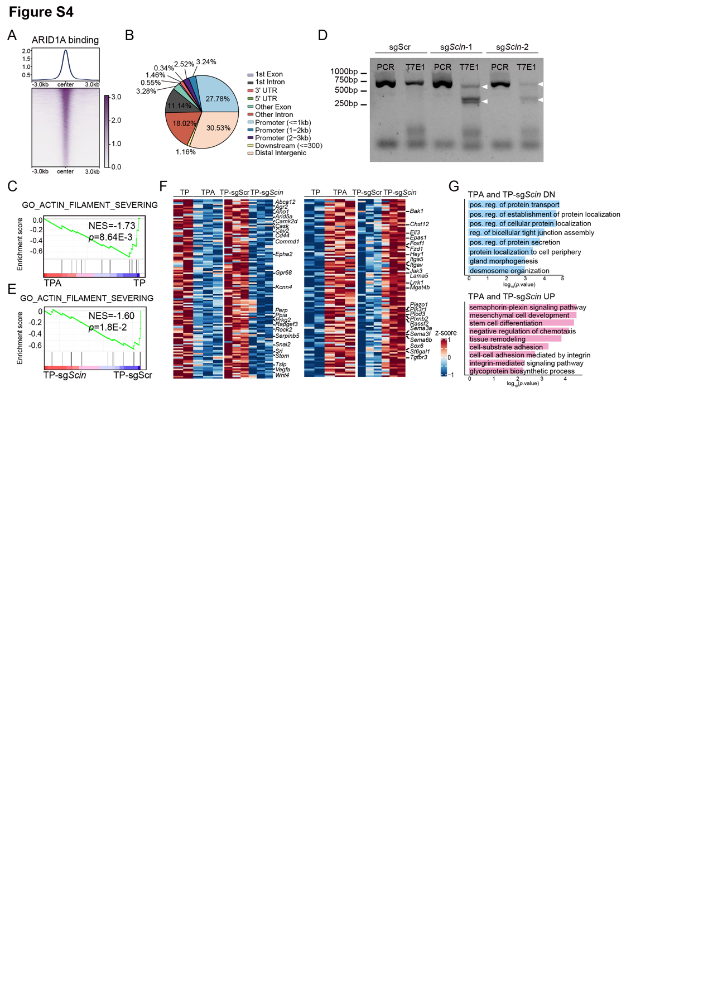 Figure S4
A
ARID1A binding
2.0
1.5
1.0
0.5
-3.0kb center 3.0kb
3.0
2.0
1.0
0.0
-3.0kb center 3.0kb
B
3.24%
2.52%
0.34%
1.46%
0.55%
3.28%
11.14%
27.78%
18.02%
30.53%
1.16%
1st Exon
1st Intron
3' UTR
5' UTR
Other Exon
Other Intron
Promoter (<=1kb)
Promoter (1−2kb)
Promoter (2−3kb)
Downstream (<=300)
Distal Intergenic
D
sgScr sgScin-1 sgScin-2
PCR T7E1 PCR T7E1 PCR T7E1
1000bp
750bp
500bp
250bp
C
GO_ACTIN_FILAMENT_SEVERING
Enrichment score
0.0
-0.2
-0.4
-0.6
NES=-1.73
p=8.64E-3
TPA TP
E
GO_ACTIN_FILAMENT_SEVERING
Enrichment score
0
-0.2
-0.4
-0.6
NES=-1.60
p=1.8E-2
TP-sgScin TP-sgScr
F
TP TPA TP-sgScr TP-sgScin
Abca12
Agr2
Ano1
Arid5a
Camk2d
Cask
Cav2
Cd44
Commd1
Epha2
Gpr68
Kcnn4
Perp
Ppia
Prkg2
Rapgef3
Rock2
Serpinb5
Snai2
Sri
Stom
Tslp
Vegfa
Wnt4
TP TPA TP-sgScr TP-sgScin
Bak1
Chst12
Ell3
Epas1
Foxf1
Fzd1
Hey1
Itga5
Itgav
Jak3
Lama5
Lrrk1
Mgat4b
Piezo1
Pik3r1
Plod3
Plxnb2
Rassf2
Sema3a
Sema3f
Sema6b
Sox6
St6gal1
Tgfbr3
z-score
1
0
−1
G
TPA and TP-sgScin DN
pos. reg. of protein transport
pos. reg. of establishment of protein localization
pos. reg. of cellular protein localization
reg. of bicellular tight junction assembly
pos. reg. of protein secretion
protein localization to cell periphery
gland morphogenesis
desmosome organization
0 1 2 3 4 5
log10(p.value)
TPA and TP-sgScin UP
semaphorin-plexin signaling pathway
mesenchymal cell development
stem cell differentiation
negative regulation of chemotaxis
tissue remodeling
cell-substrate adhesion
cell-cell adhesion mediated by integrin
integrin-mediated signaling pathway
glycoprotein biosynthetic process
0 1 2 3 4
log10(p.value)